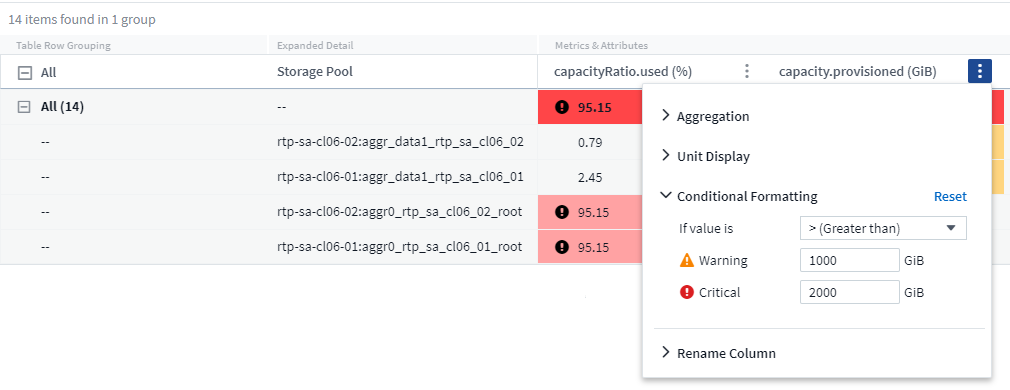 14 items found in 1 group
Table Row Grouping Expanded Detail Metrics & Attributes
All Storage Pool capacityRatio.used (%) capacity.provisioned (GiB)
All (14) -- 95.15
-- rtp-sa-cl06-02:aggr_data1_rtp_sa_cl06_02 0.79
-- rtp-sa-cl06-01:aggr_data1_rtp_sa_cl06_01 2.45
-- rtp-sa-cl06-02:aggr0_rtp_sa_cl06_02_root 95.15
-- rtp-sa-cl06-01:aggr0_rtp_sa_cl06_01_root 95.15
Aggregation
Unit Display
Conditional Formatting Reset
If value is > (Greater than)
Warning 1000 GiB
Critical 2000 GiB
Rename Column